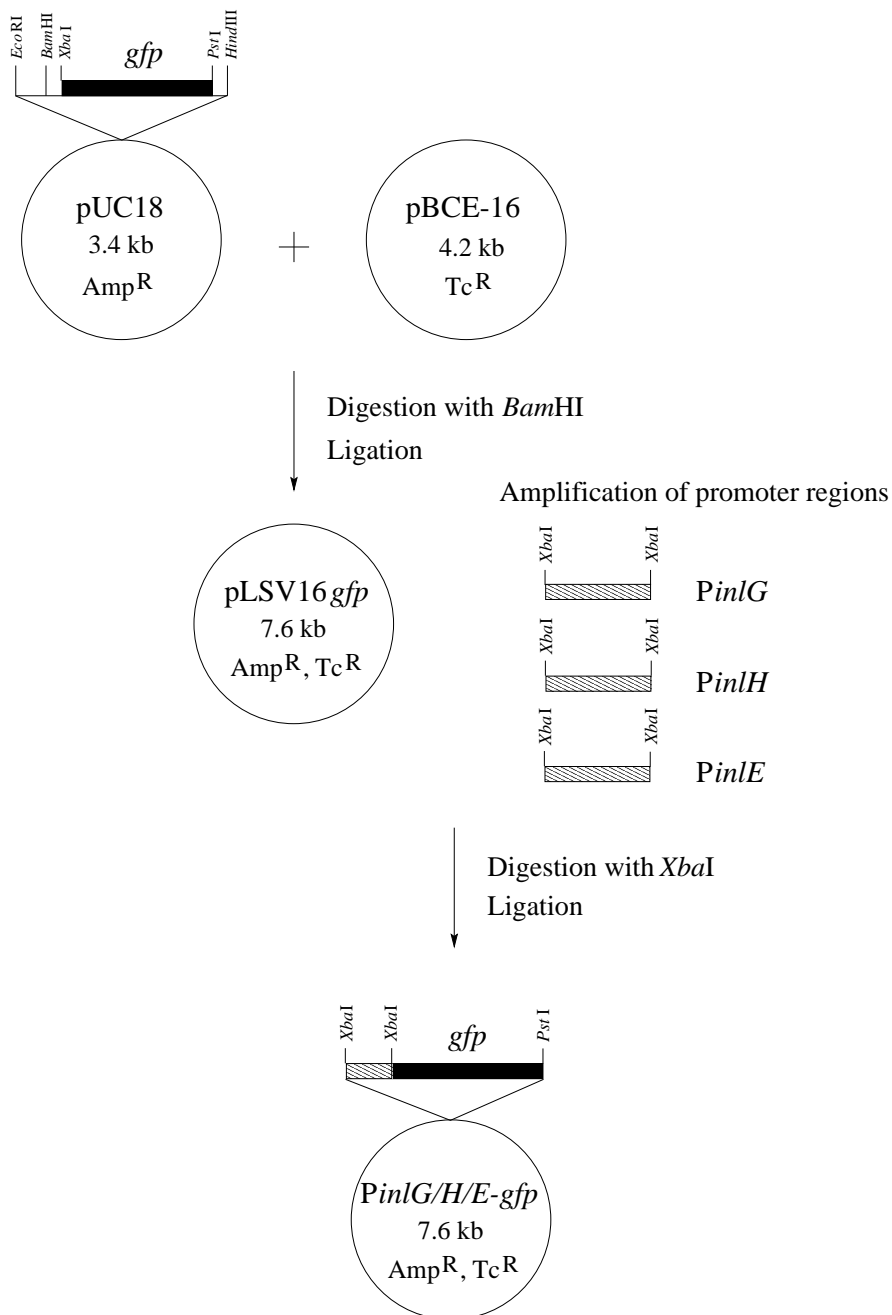 EcoRI
BamHI
XbaI
gfp
PstI
HindIII
pUC18
3.4 kb
AmpR
+
pBCE-16
4.2 kb
TcR
Digestion with BamHI
Ligation
Amplification of promoter regions
pLSV16gfp
7.6 kb
AmpR, TcR
XbaI
XbaI
PinlG
XbaI
XbaI
PinlH
XbaI
XbaI
PinlE
Digestion with XbaI
Ligation
XbaI
XbaI
gfp
PstI
PinlG/H/E-gfp
7.6 kb
AmpR, TcR